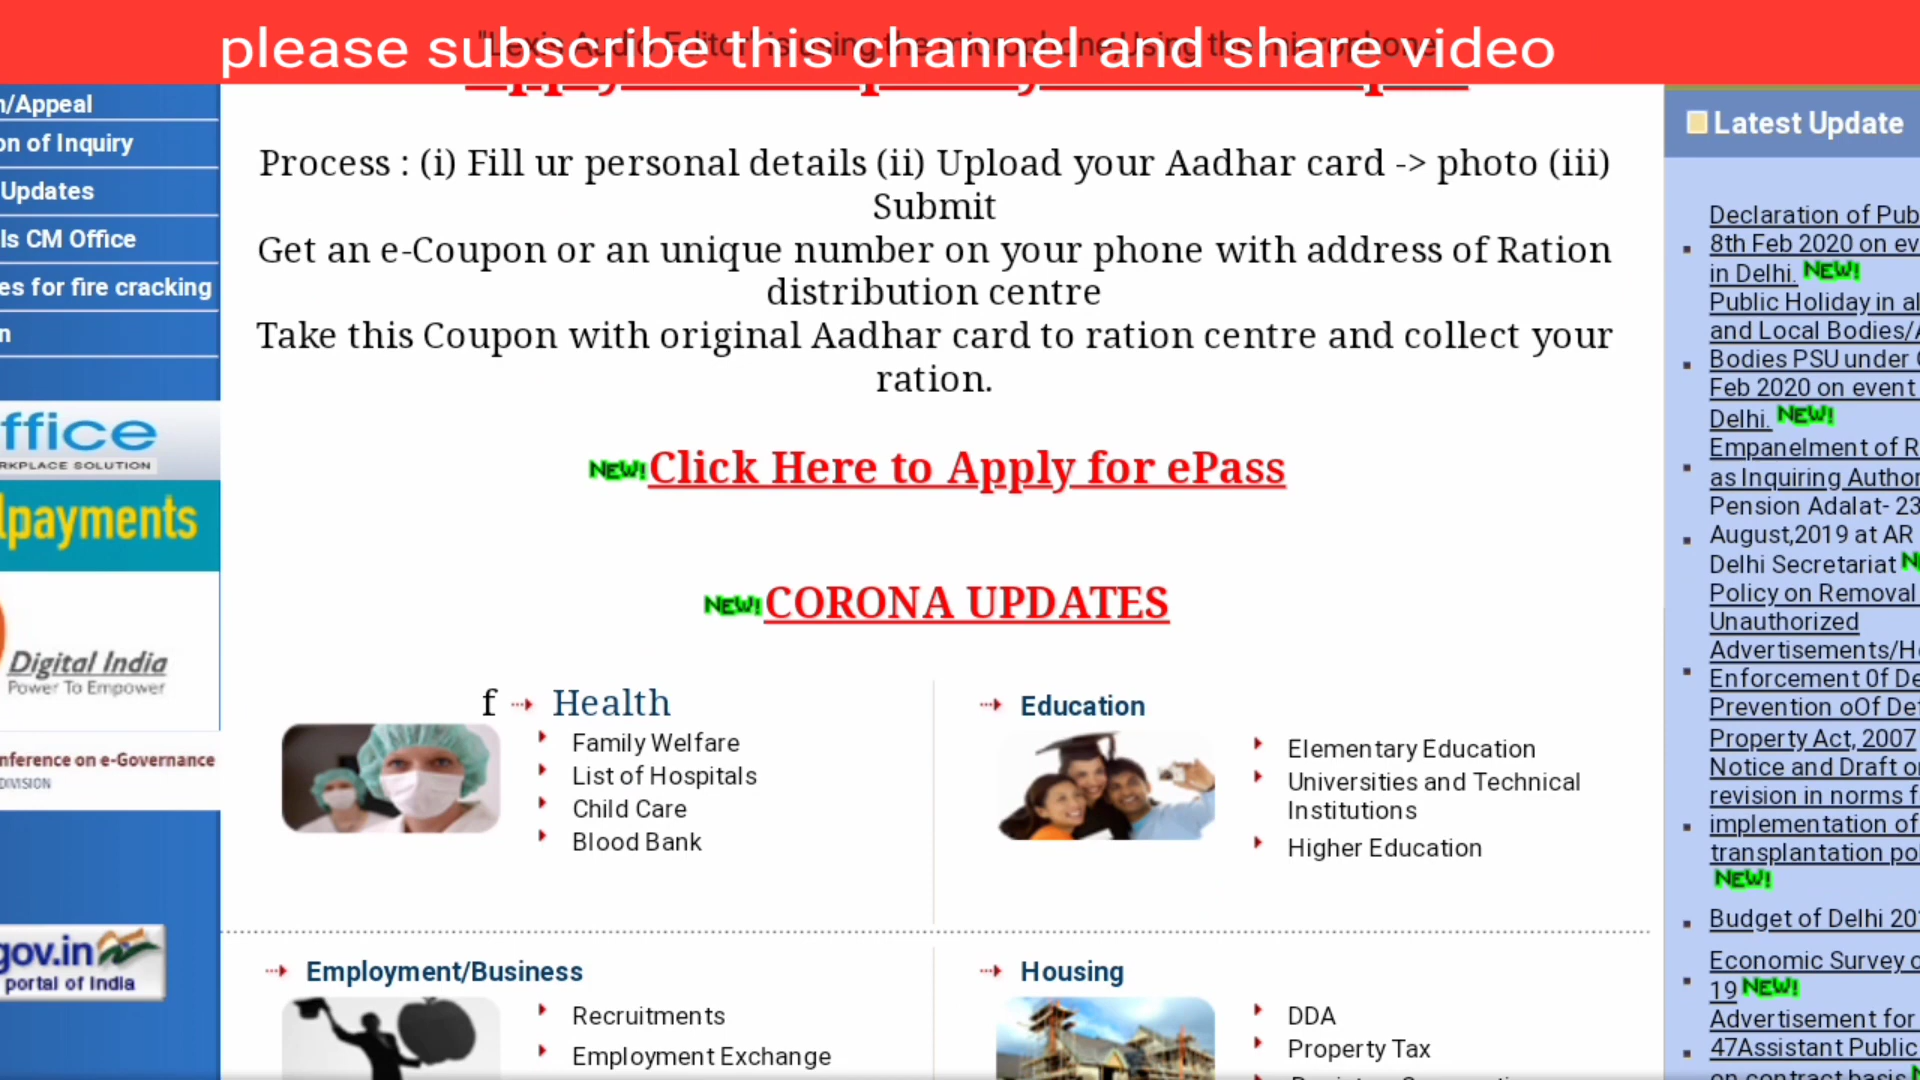 please subscribe this channel and share video
n/Appeal
on of Inquiry
Updates
ls CM Office
es for fire cracking
n
ffice
RKPLACE SOLUTION
lpayments
Digital India
Power To Empower
nference on e-Governance
DIVISION
gov.in
portal of India
Process : (i) Fill ur personal details (ii) Upload your Aadhar card -> photo (iii)
Submit
Get an e-Coupon or an unique number on your phone with address of Ration
distribution centre
Take this Coupon with original Aadhar card to ration centre and collect your
ration.
NEW! Click Here to Apply for ePass
NEW! CORONA UPDATES
f Health
Family Welfare
List of Hospitals
Child Care
Blood Bank
Education
Elementary Education
Universities and Technical
Institutions
Higher Education
Employment/Business
Recruitments
Employment Exchange
Housing
DDA
Property Tax
Latest Update
Declaration of Pub
8th Feb 2020 on ev
in Delhi. NEW!
Public Holiday in al
and Local Bodies/A
Bodies PSU under
Feb 2020 on event
Delhi. NEW!
Empanelment of R
as Inquiring Author
Pension Adalat- 23
August,2019 at AR
Delhi Secretariat
Policy on Removal
Unauthorized
Advertisements/Ho
Enforcement 0f De
Prevention oOf Def
Property Act, 2007
Notice and Draft o
revision in norms f
implementation of
transplantation po
NEW!
Budget of Delhi 20
Economic Survey o
19 NEW!
Advertisement for
47Assistant Public
on contract basis